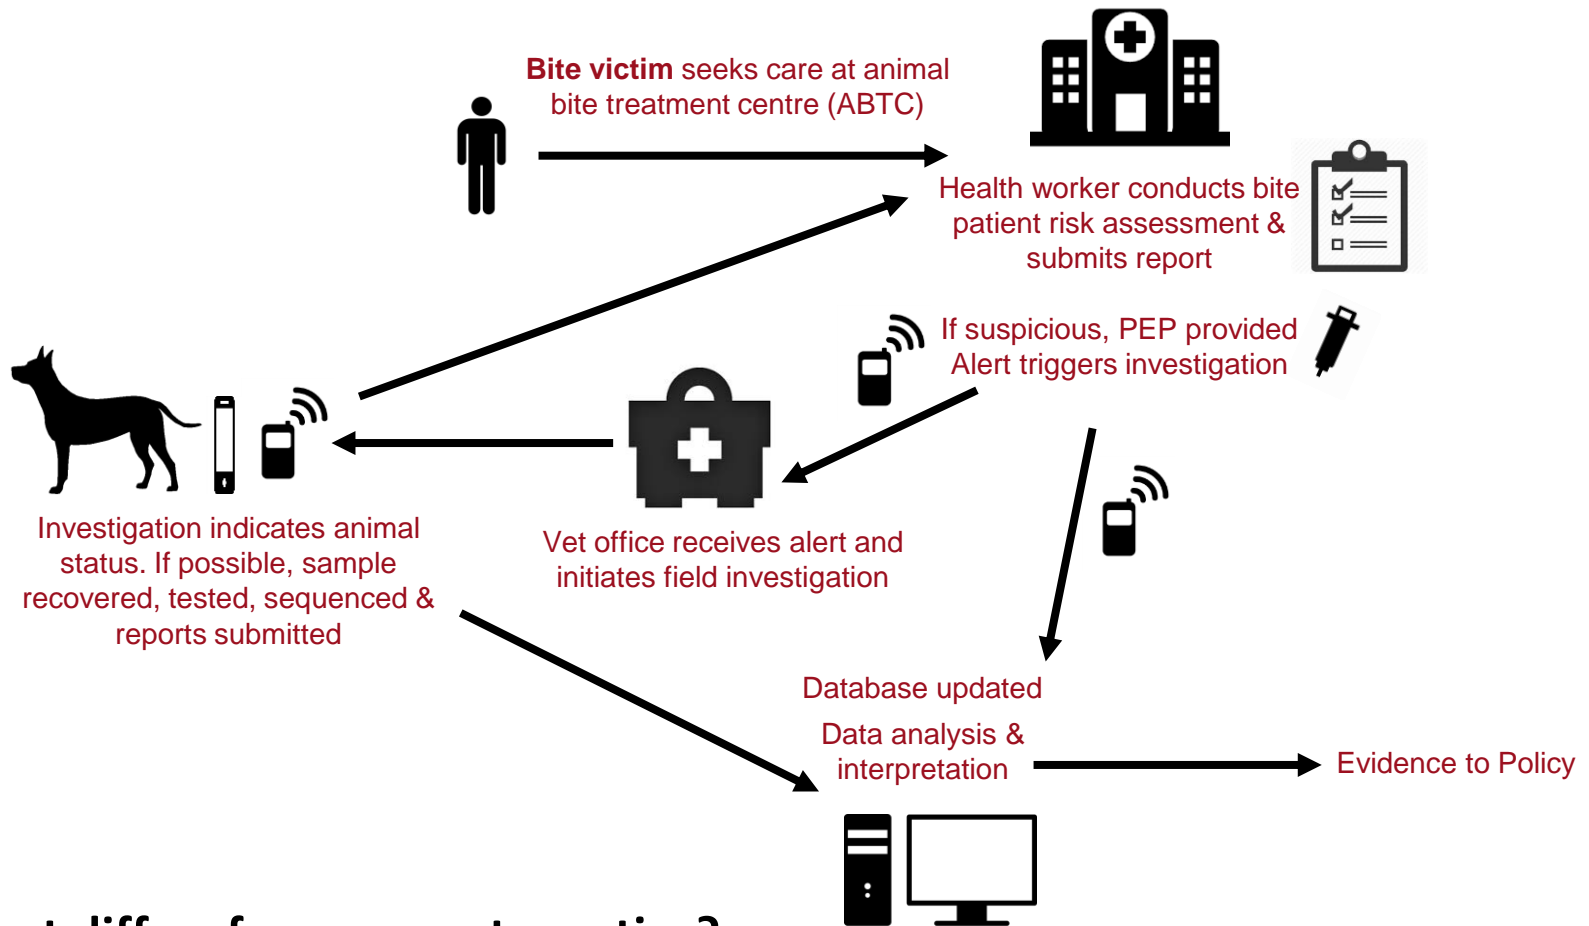 Bite victim seeks care at animal
bite treatment centre (ABTC)
Health worker conducts bite
patient risk assessment &
submits report
If suspicious, PEP provided
Alert triggers investigation
Investigation indicates animal
status. If possible, sample
recovered, tested, sequenced &
reports submitted
Vet office receives alert and
initiates field investigation
Database updated
Data analysis &
interpretation
Evidence to Policy